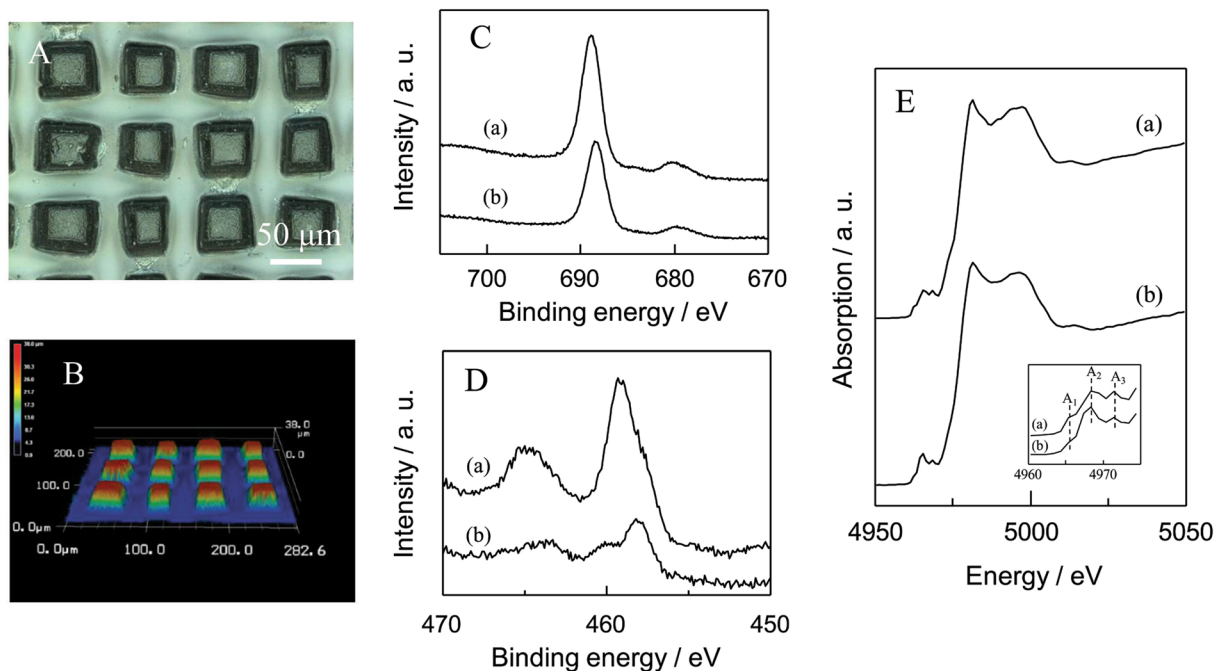 A
50 μm
B
38.0 μm
0.0
200.0
100.0
0.0μm
0.0μm
100.0
200.0
282.6
C
(a)
(b)
Intensity / a. u.
700
690
680
670
Binding energy / eV
D
(a)
(b)
Intensity / a. u.
470
460
450
Binding energy / eV
E
(a)
(b)
Absorption / a. u.
A1
A2
A3
(a)
(b)
4960
4970
4950
5000
5050
Energy / eV